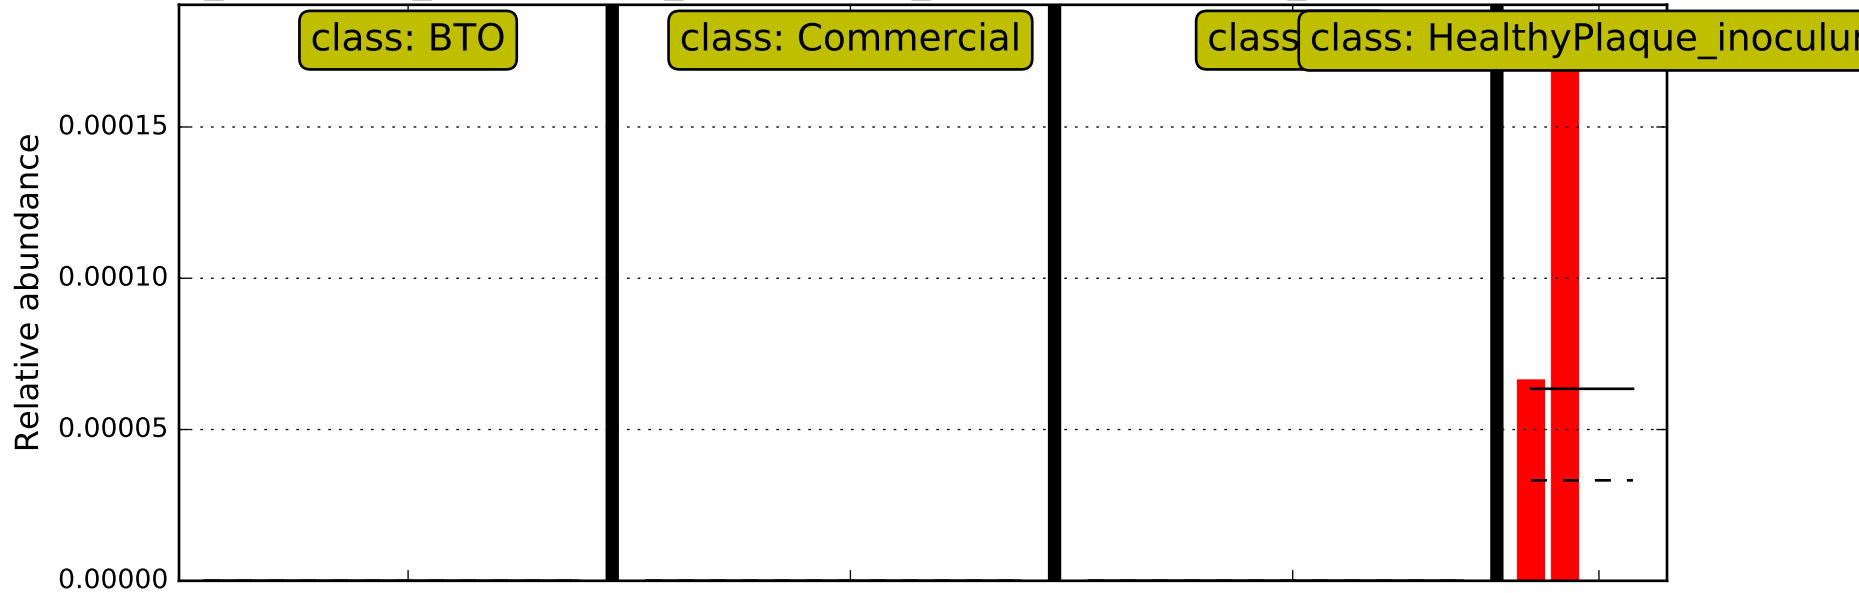 class: BTO
class: Commercial
class
class: HealthyPlaque_inoculu
Relative abundance
0.00015
0.00010
0.00005
0.00000